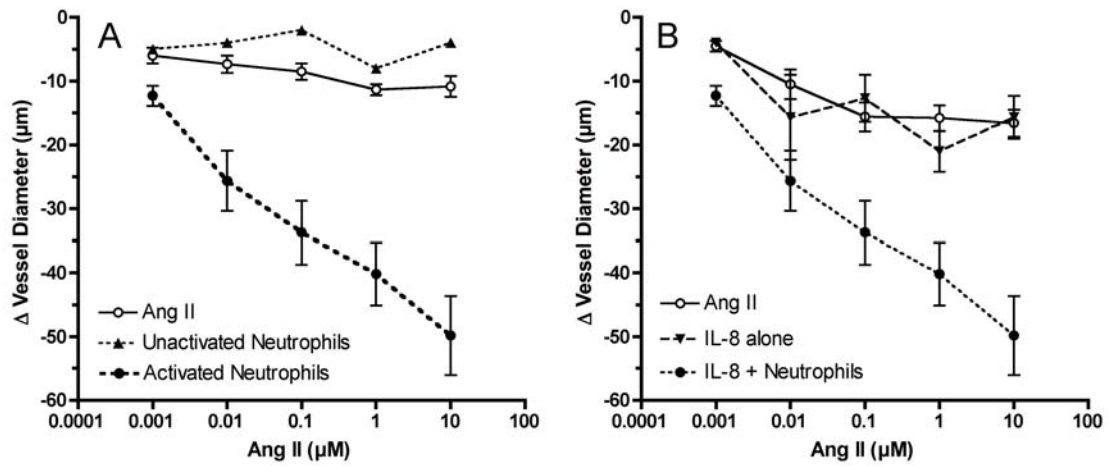 A
0
-10
-20
-30
-40
-50
-60
Δ Vessel Diameter (µm)
Ang II
Unactivated Neutrophils
Activated Neutrophils
0.0001 0.001 0.01 0.1 1 10 100
Ang II (µM)
B
0
-10
-20
-30
-40
-50
-60
Δ Vessel Diameter (µm)
Ang II
IL-8 alone
IL-8 + Neutrophils
0.0001 0.001 0.01 0.1 1 10 100
Ang II (µM)